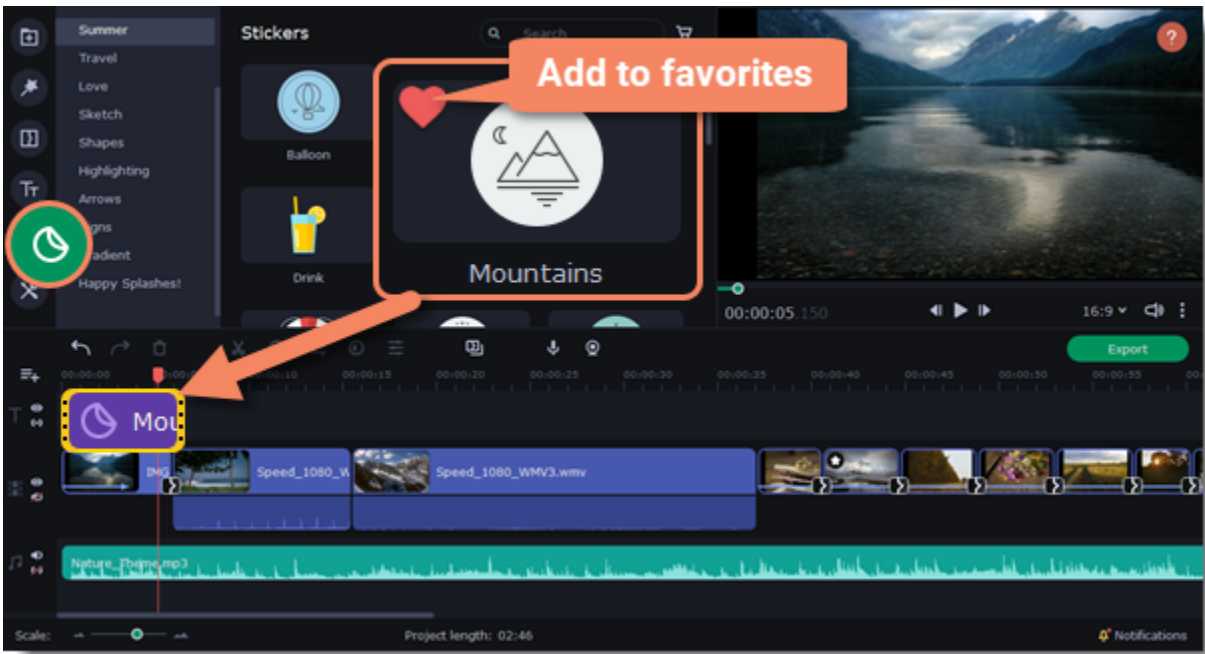 Summer
Travel
Love
Sketch
Shapes
Highlighting
Arrows
Happy Splashes!
Stickers
Search
Add to favorites
Balloon
Drink
Mountains
?
00:00:05.150
16:9
Export
00:00:00
00:00:15
00:00:20
00:00:25
00:00:30
00:00:35
00:00:40
00:00:45
00:00:50
00:00:55
Mou
IMG
Speed_1080_W
Speed_1080_WMV3.wmv
Nature_Theme.mp3
Scale:
Project length: 02:46
Notifications